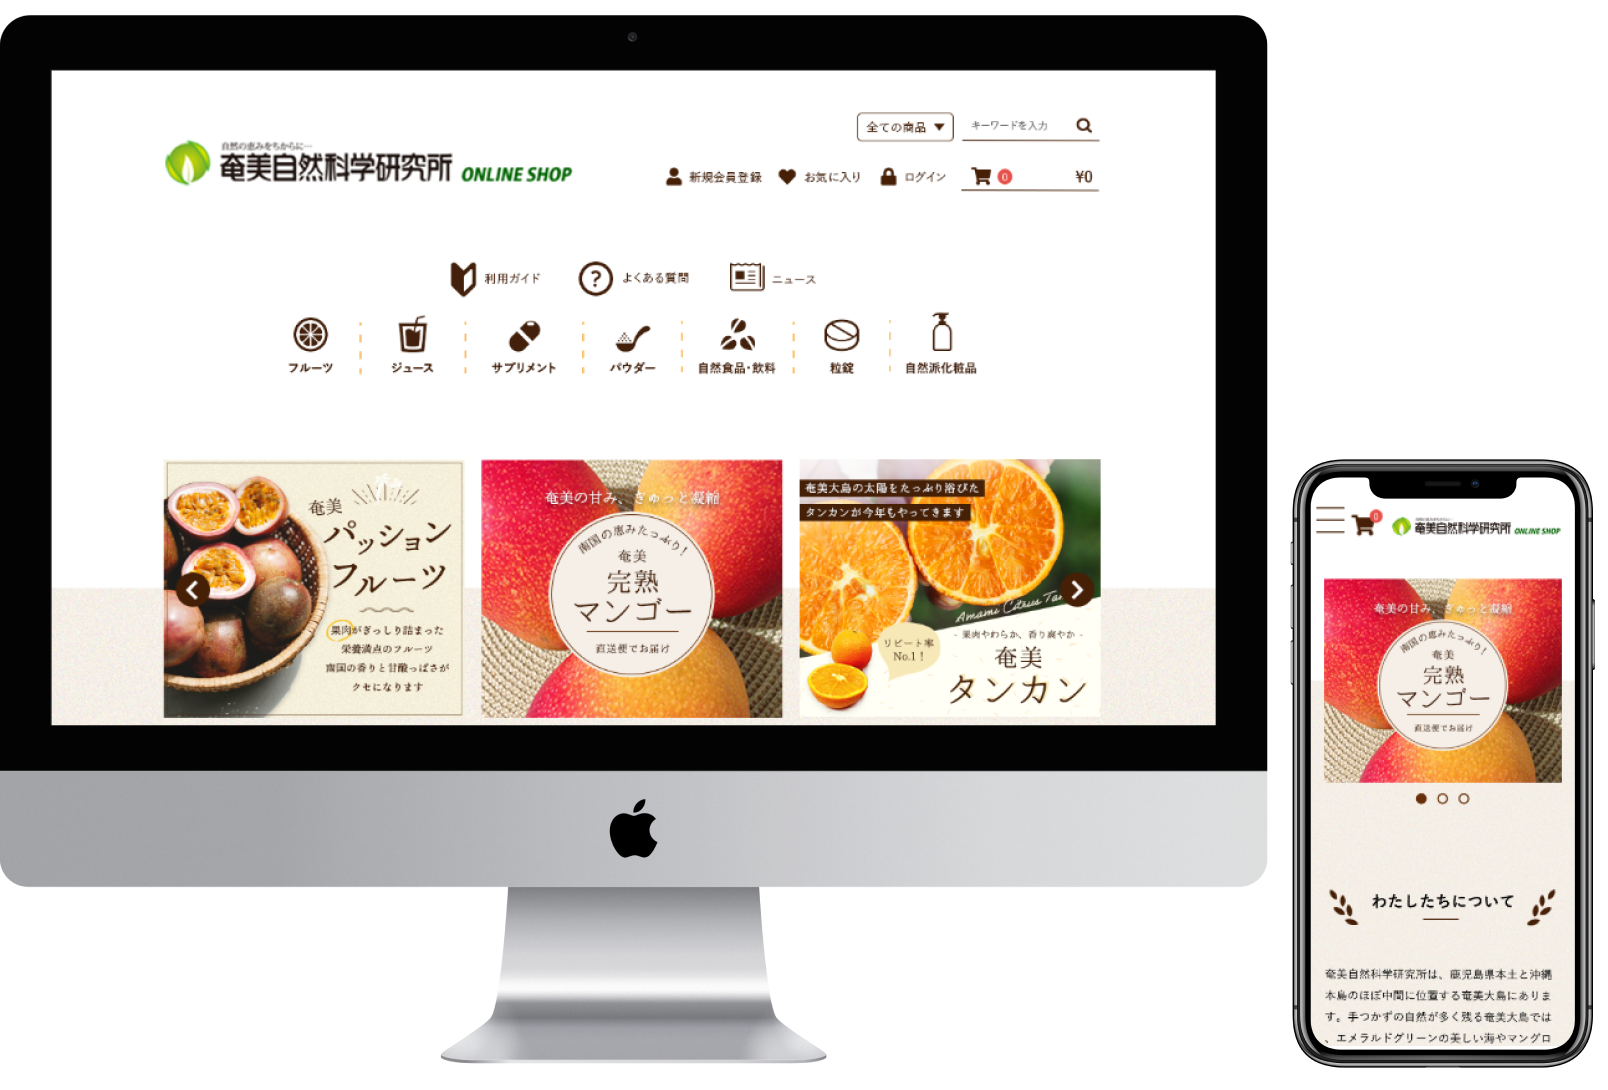 全ての商品 ▼
キーワードを入力
自然の恵みをちからに…
奄美自然科学研究所 ONLINE SHOP
新規会員登録
お気に入り
ログイン
0
¥0
利用ガイド
よくある質問
ニュース
フルーツ
ジュース
サプリメント
パウダー
自然食品・飲料
粒錠
自然派化粧品
奄美
パッション
フルーツ
果肉がぎっしり詰まった
栄養満点のフルーツ
南国の香りと甘酸っぱさが
クセになります
奄美の甘み、ぎゅっと凝縮
南国の恵みたっぷり!
奄美
完熟
マンゴー
直送便でお届け
奄美大島の太陽をたっぷり浴びた
タンカンが今年もやってきます
Amami Citrus Tan
リピート率
No.1！
- 果肉やわらか、香り爽やか -
奄美
タンカン
0
奄美自然科学研究所 ONLINE SHOP
奄美の甘み、ぎゅっと凝縮
南国の恵みたっぷり!
奄美
完熟
マンゴー
直送便でお届け
わたしたちについて
奄美自然科学研究所は、鹿児島県本土と沖縄
本島のほぼ中間に位置する奄美大島にありま
す。手つかずの自然が多く残る奄美大島では
、エメラルドグリーンの美しい海やマングロ